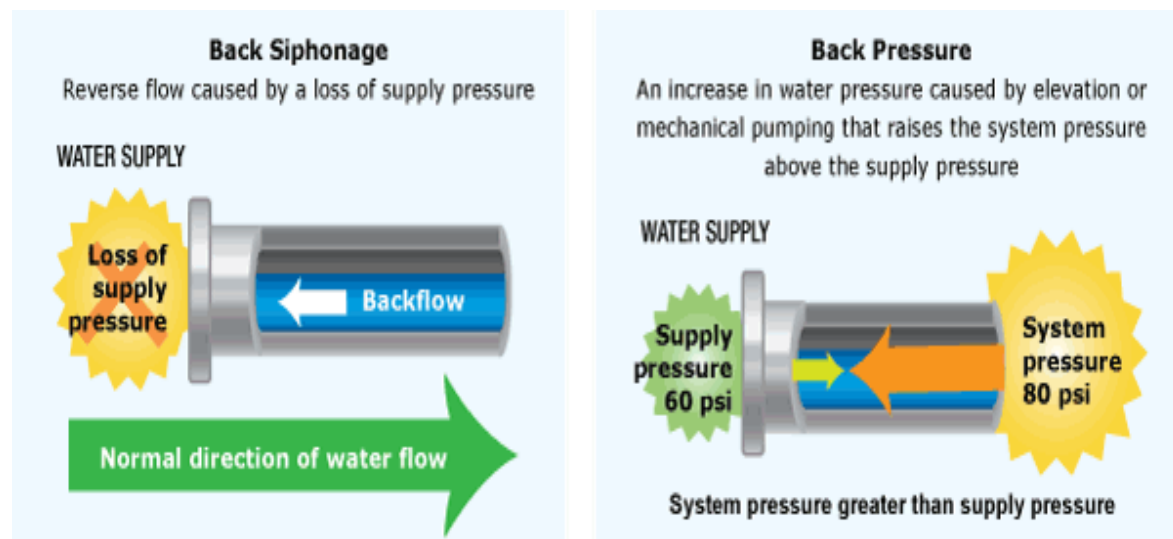 Back Siphonage
Reverse flow caused by a loss of supply pressure
WATER SUPPLY
Loss of
supply
pressure
Backflow
Normal direction of water flow
Back Pressure
An increase in water pressure caused by elevation or
mechanical pumping that raises the system pressure
above the supply pressure
WATER SUPPLY
Supply
pressure
60 psi
System
pressure
80 psi
System pressure greater than supply pressure